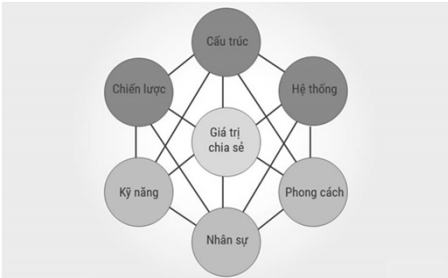 Cấu trúc
Chiến lược
Hệ thống
Giá trị
chia sẻ
Kỹ năng
Phong cách
Nhân sự